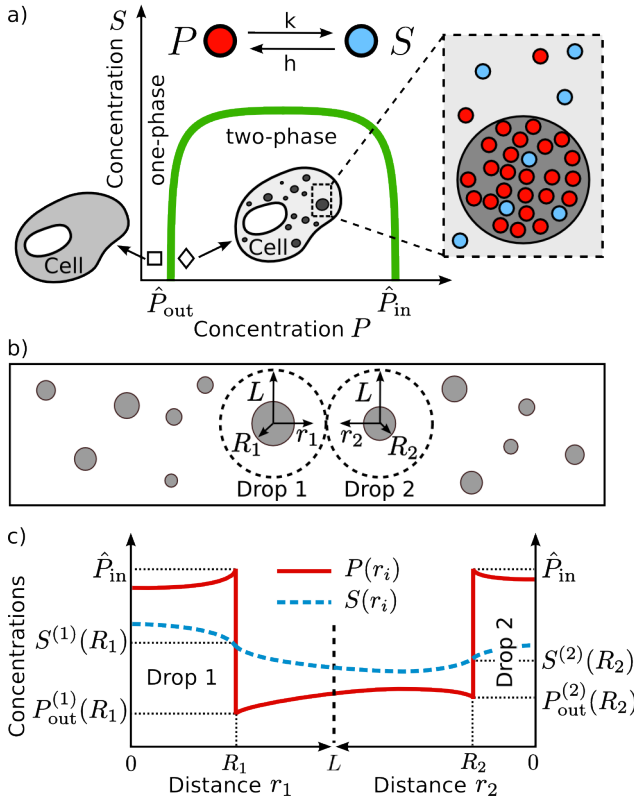 a)
Concentration S
P
k
h
S
one-phase
two-phase
Cell
Cell
P̂out
P̂in
Concentration P
b)
L
L
R1
r1
r2
R2
Drop 1
Drop 2
c)
Concentrations
P̂in
S(1)(R1)
P(1)out(R1)
P(ri)
S(ri)
Drop 1
Drop 2
P̂in
S(2)(R2)
P(2)out(R2)
0
R1
L
R2
0
Distance r1
Distance r2